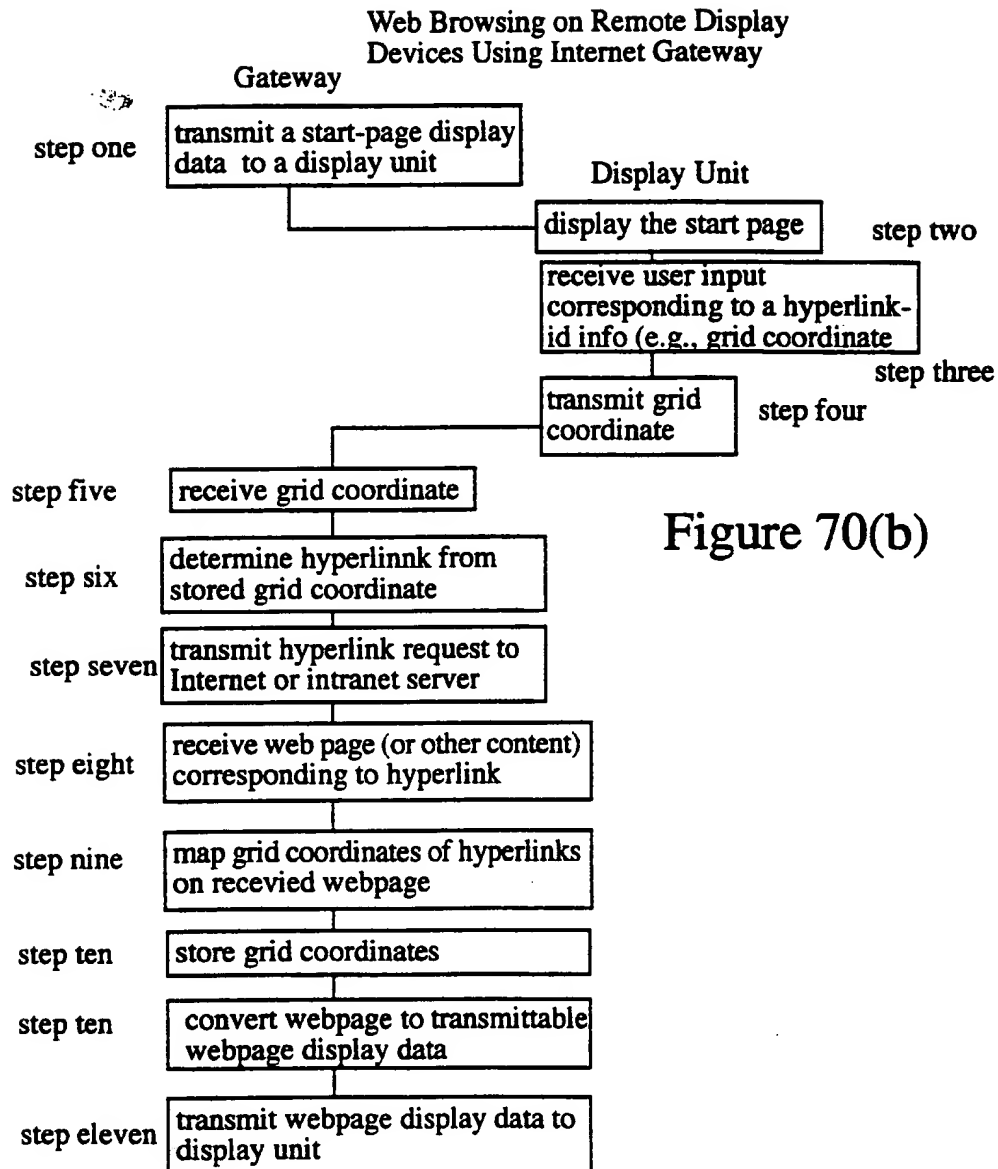 Web Browsing on Remote Display
Devices Using Internet Gateway
Gateway
step one
transmit a start-page display
data to a display unit
Display Unit
display the start page
step two
receive user input
corresponding to a hyperlink-
id info (e.g., grid coordinate
step three
transmit grid
coordinate
step four
step five
receive grid coordinate
Figure 70(b)
step six
determine hyperlinnk from
stored grid coordinate
step seven
transmit hyperlink request to
Internet or intranet server
step eight
receive web page (or other content)
corresponding to hyperlink
step nine
map grid coordinates of hyperlinks
on recevied webpage
step ten
store grid coordinates
step ten
convert webpage to transmittable
webpage display data
step eleven
transmit webpage display data to
display unit